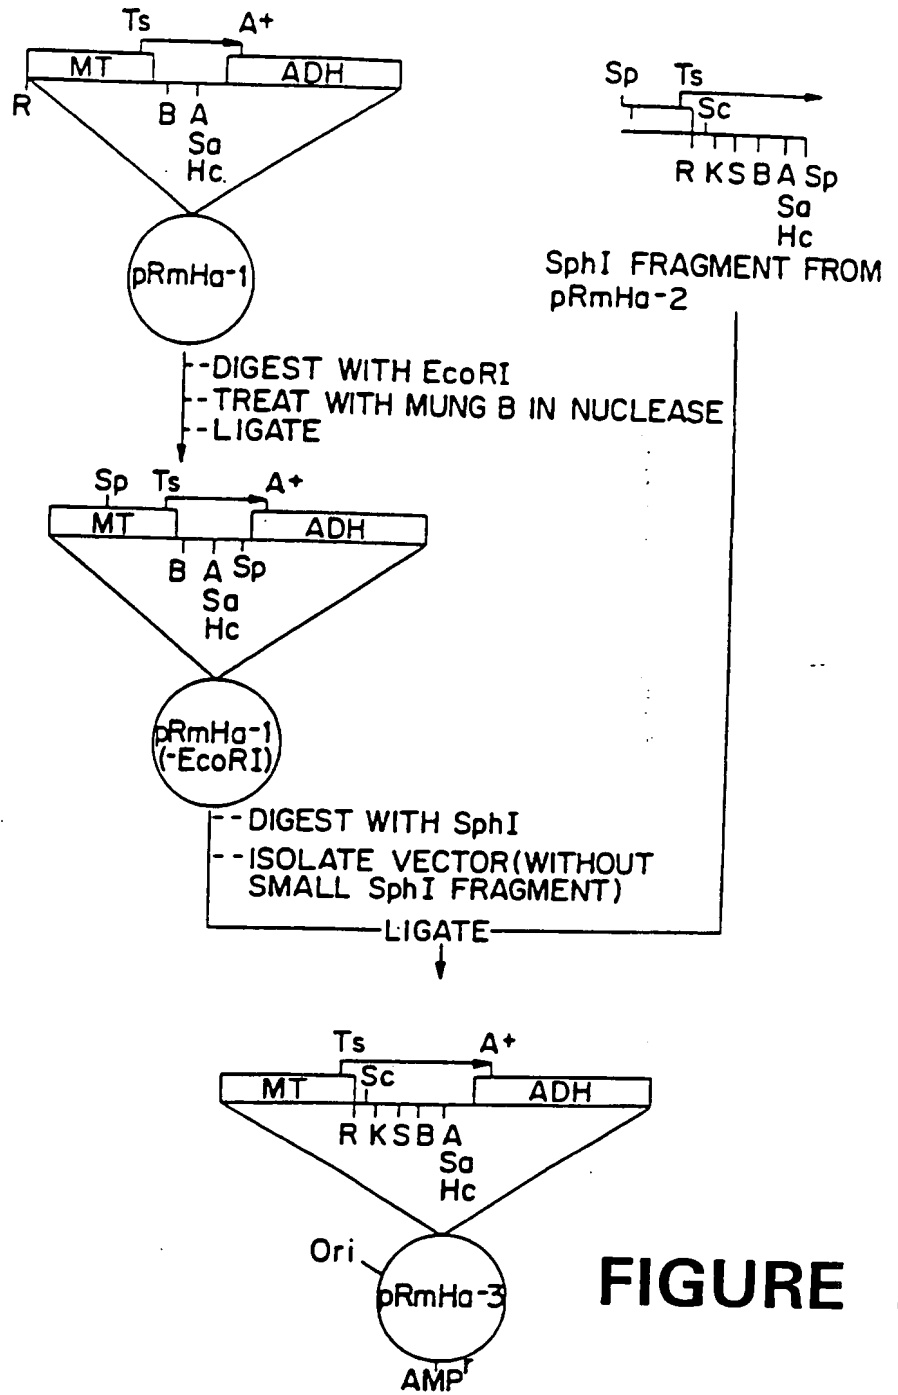 Ts A+
MT ADH
R B A
Sa
Hc.
pRmHa-1
Sp Ts
Sc
R K S B A Sp
Sa
Hc
SphI FRAGMENT FROM
pRmHa-2
--DIGEST WITH EcoRI
--TREAT WITH MUNG B IN NUCLEASE
--LIGATE
Sp Ts A+
MT ADH
B A Sp
Sa
Hc
pRmHa-1
(-EcoRI)
--DIGEST WITH SphI
--ISOLATE VECTOR(WITHOUT
SMALL SphI FRAGMENT)
LIGATE
Ts A+
Sc
MT ADH
R K S B A
Sa
Hc
Ori
pRmHa-3
AMPr
FIGURE